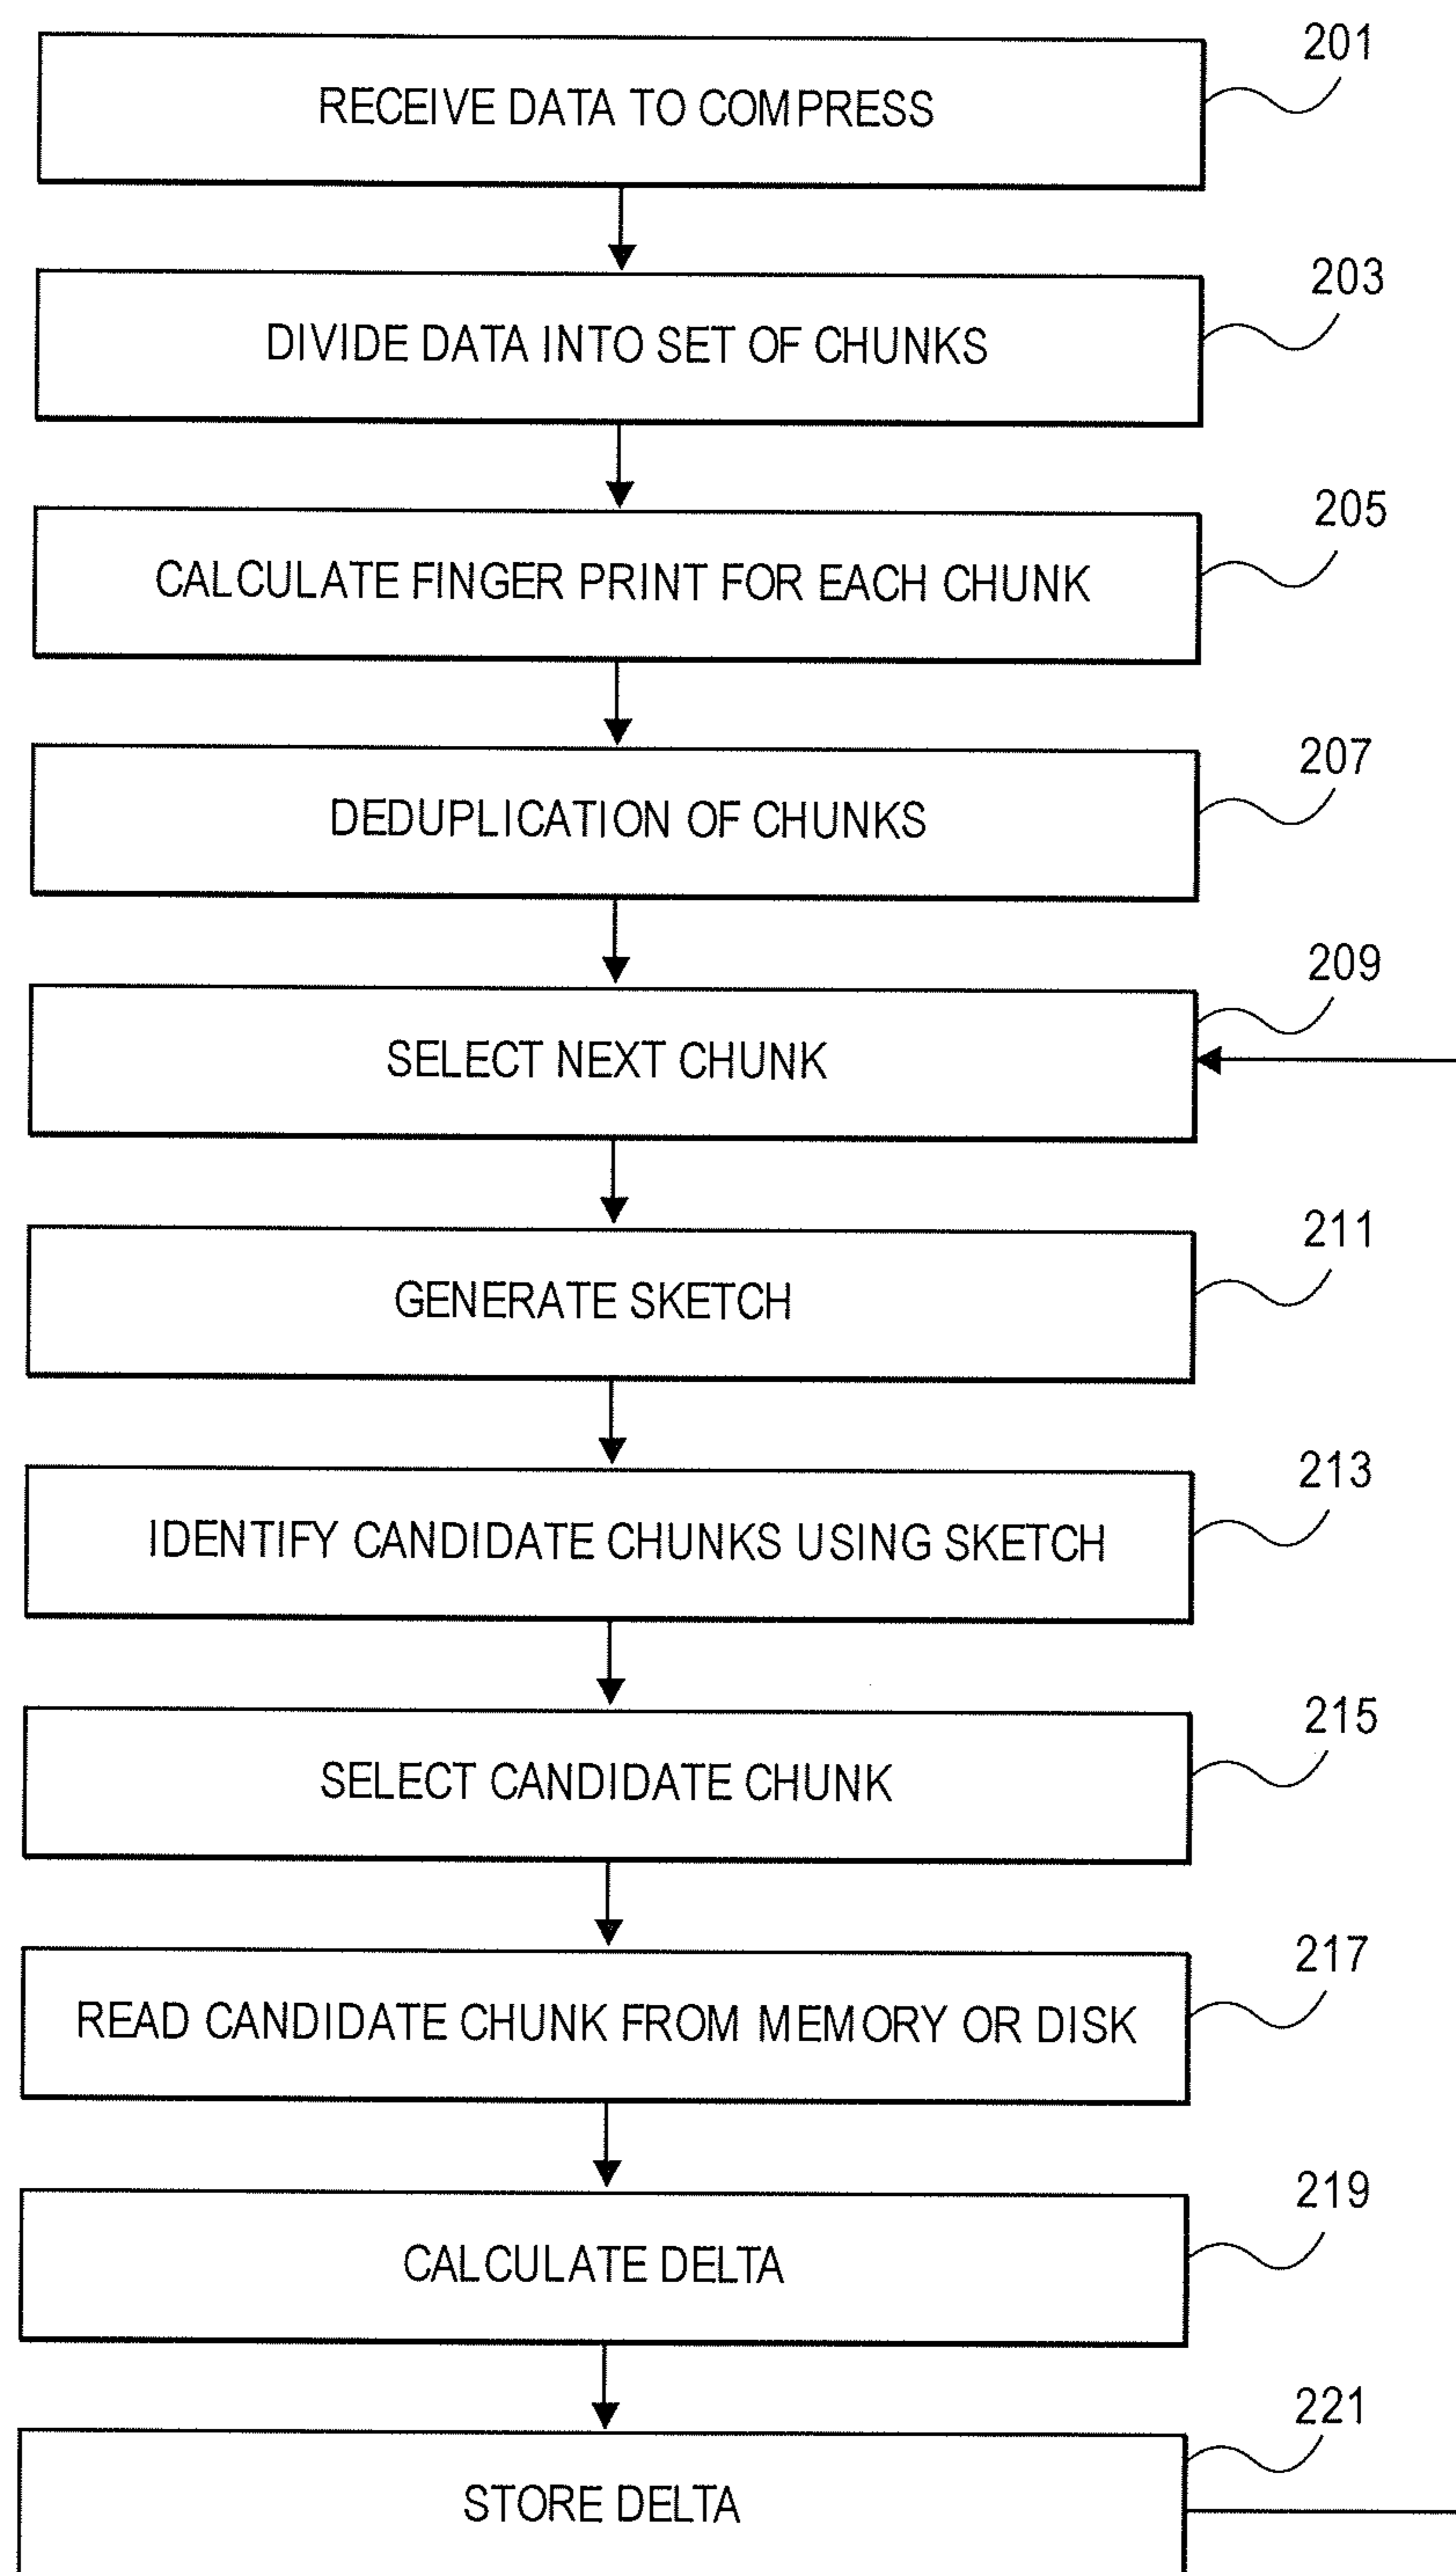 201
RECEIVE DATA TO COMPRESS
203
DIVIDE DATA INTO SET OF CHUNKS
205
CALCULATE FINGER PRINT FOR EACH CHUNK
207
DEDUPLICATION OF CHUNKS
209
SELECT NEXT CHUNK
211
GENERATE SKETCH
213
IDENTIFY CANDIDATE CHUNKS USING SKETCH
215
SELECT CANDIDATE CHUNK
217
READ CANDIDATE CHUNK FROM MEMORY OR DISK
219
CALCULATE DELTA
221
STORE DELTA